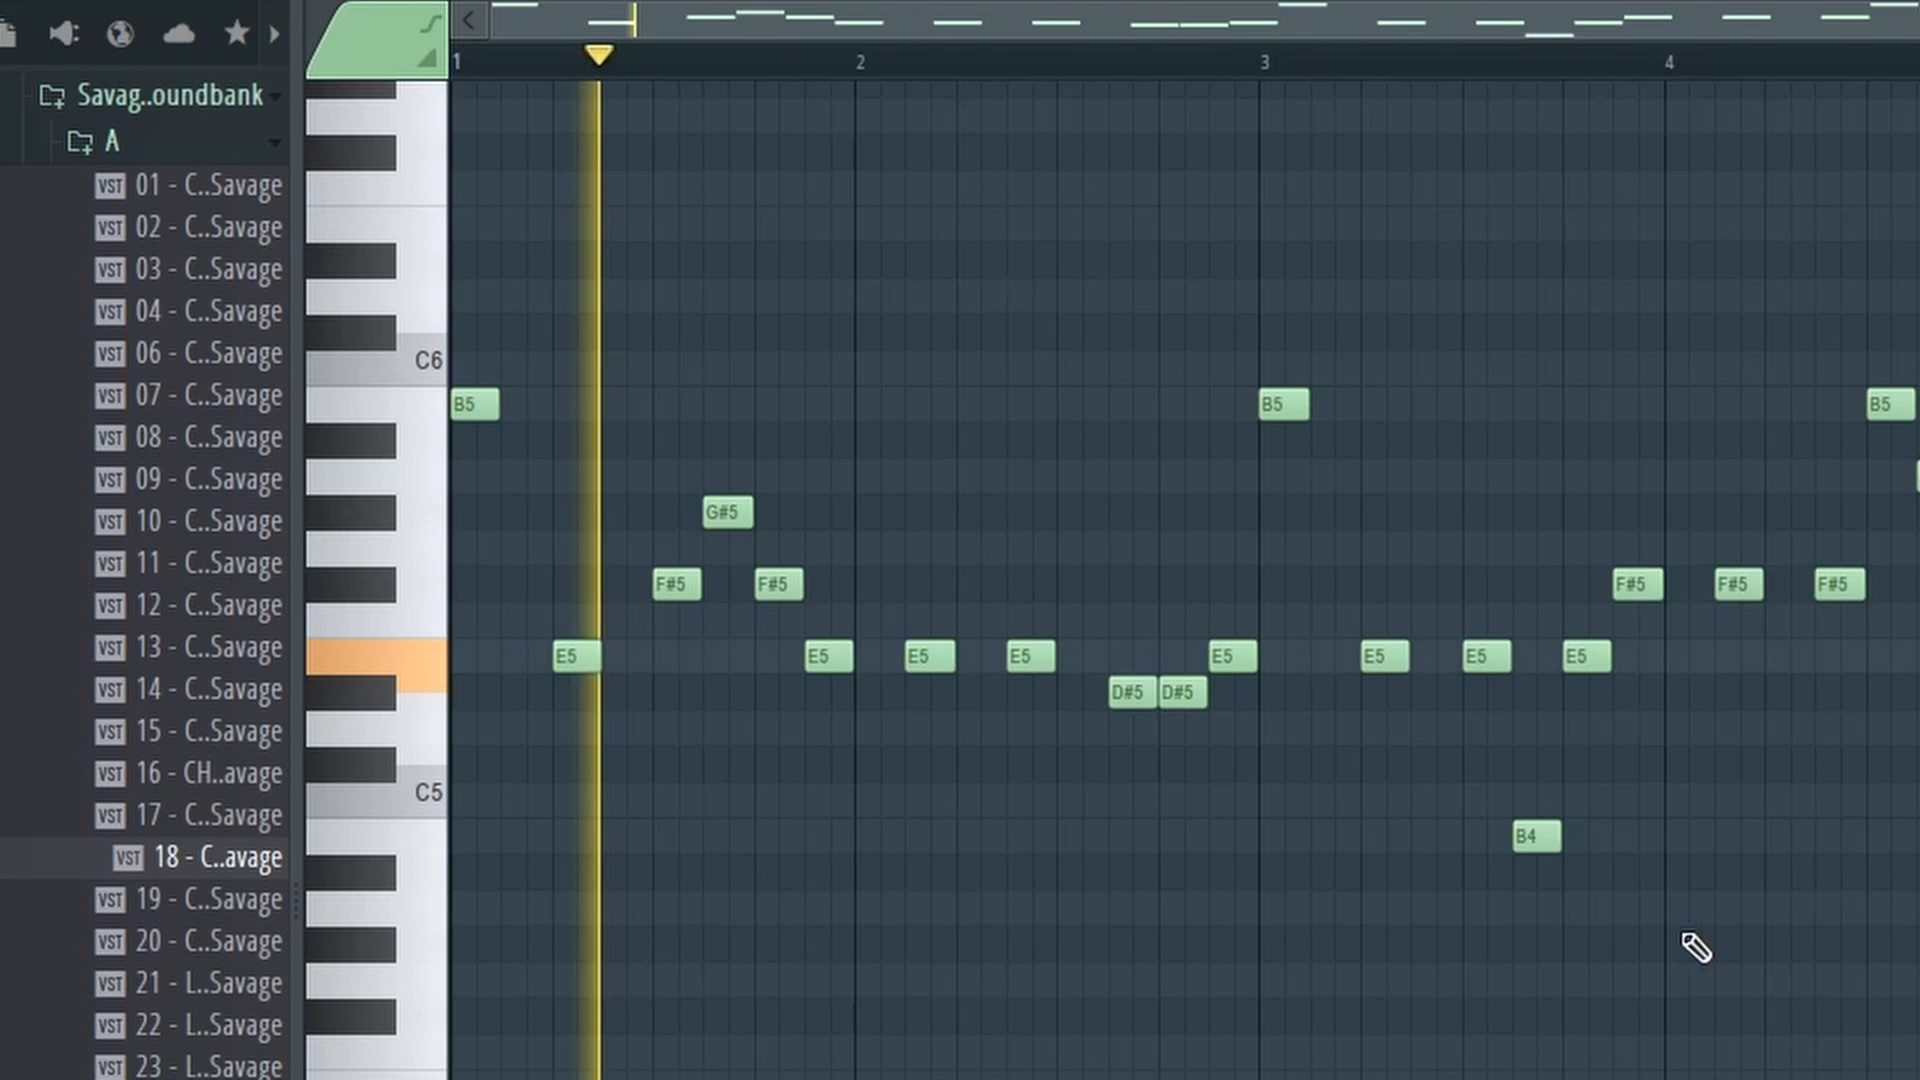 1 2 3 4
Savag..oundbank
A
VST 01 - C..Savage
VST 02 - C..Savage
VST 03 - C..Savage
VST 04 - C..Savage
VST 06 - C..Savage
VST 07 - C..Savage
VST 08 - C..Savage
VST 09 - C..Savage
VST 10 - C..Savage
VST 11 - C..Savage
VST 12 - C..Savage
VST 13 - C..Savage
VST 14 - C..Savage
VST 15 - C..Savage
VST 16 - CH..avage
VST 17 - C..Savage
VST 18 - C..avage
VST 19 - C..Savage
VST 20 - C..Savage
VST 21 - L..Savage
VST 22 - L..Savage
VST 23 - L..Savage
C6
B5 B5 B5
G#5
F#5 F#5 F#5 F#5 F#5
E5 E5 E5 E5 E5 E5 E5 E5
D#5 D#5
C5
B4